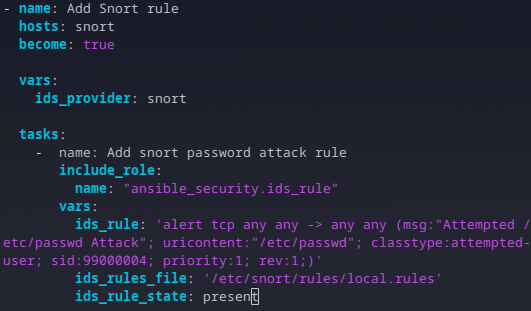 - name: Add Snort rule
  hosts: snort
  become: true

  vars:
    ids_provider: snort

  tasks:
    -  name: Add snort password attack rule
       include_role:
         name: "ansible_security.ids_rule"
       vars:
         ids_rule: 'alert tcp any any -> any any (msg:"Attempted /
etc/passwd Attack"; uricontent:"/etc/passwd"; classtype:attempted-
user; sid:99000004; priority:1; rev:1;)'
         ids_rules_file: '/etc/snort/rules/local.rules'
         ids_rule_state: present